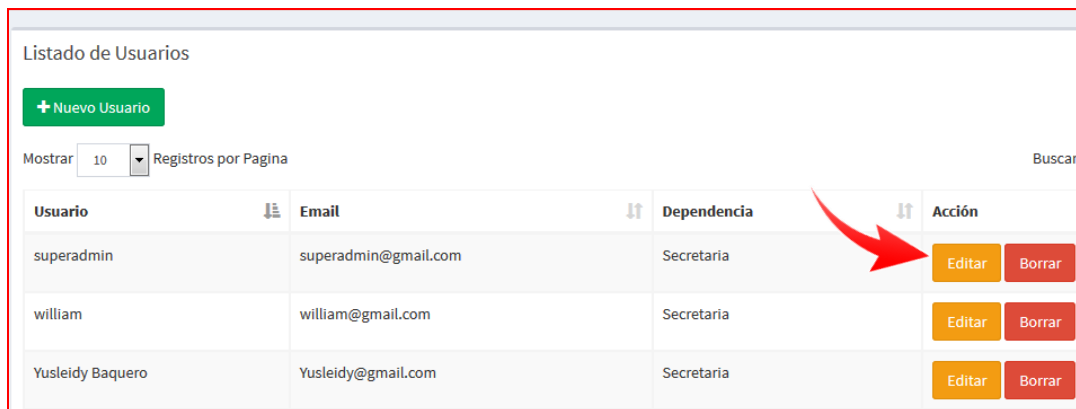 Listado de Usuarios
Nuevo Usuario
Mostrar 10 Registros por Pagina Buscar
Usuario Email Dependencia Acción
superadmin superadmin@gmail.com Secretaria Editar Borrar
william william@gmail.com Secretaria Editar Borrar
Yusleidy Baquero Yusleidy@gmail.com Secretaria Editar Borrar